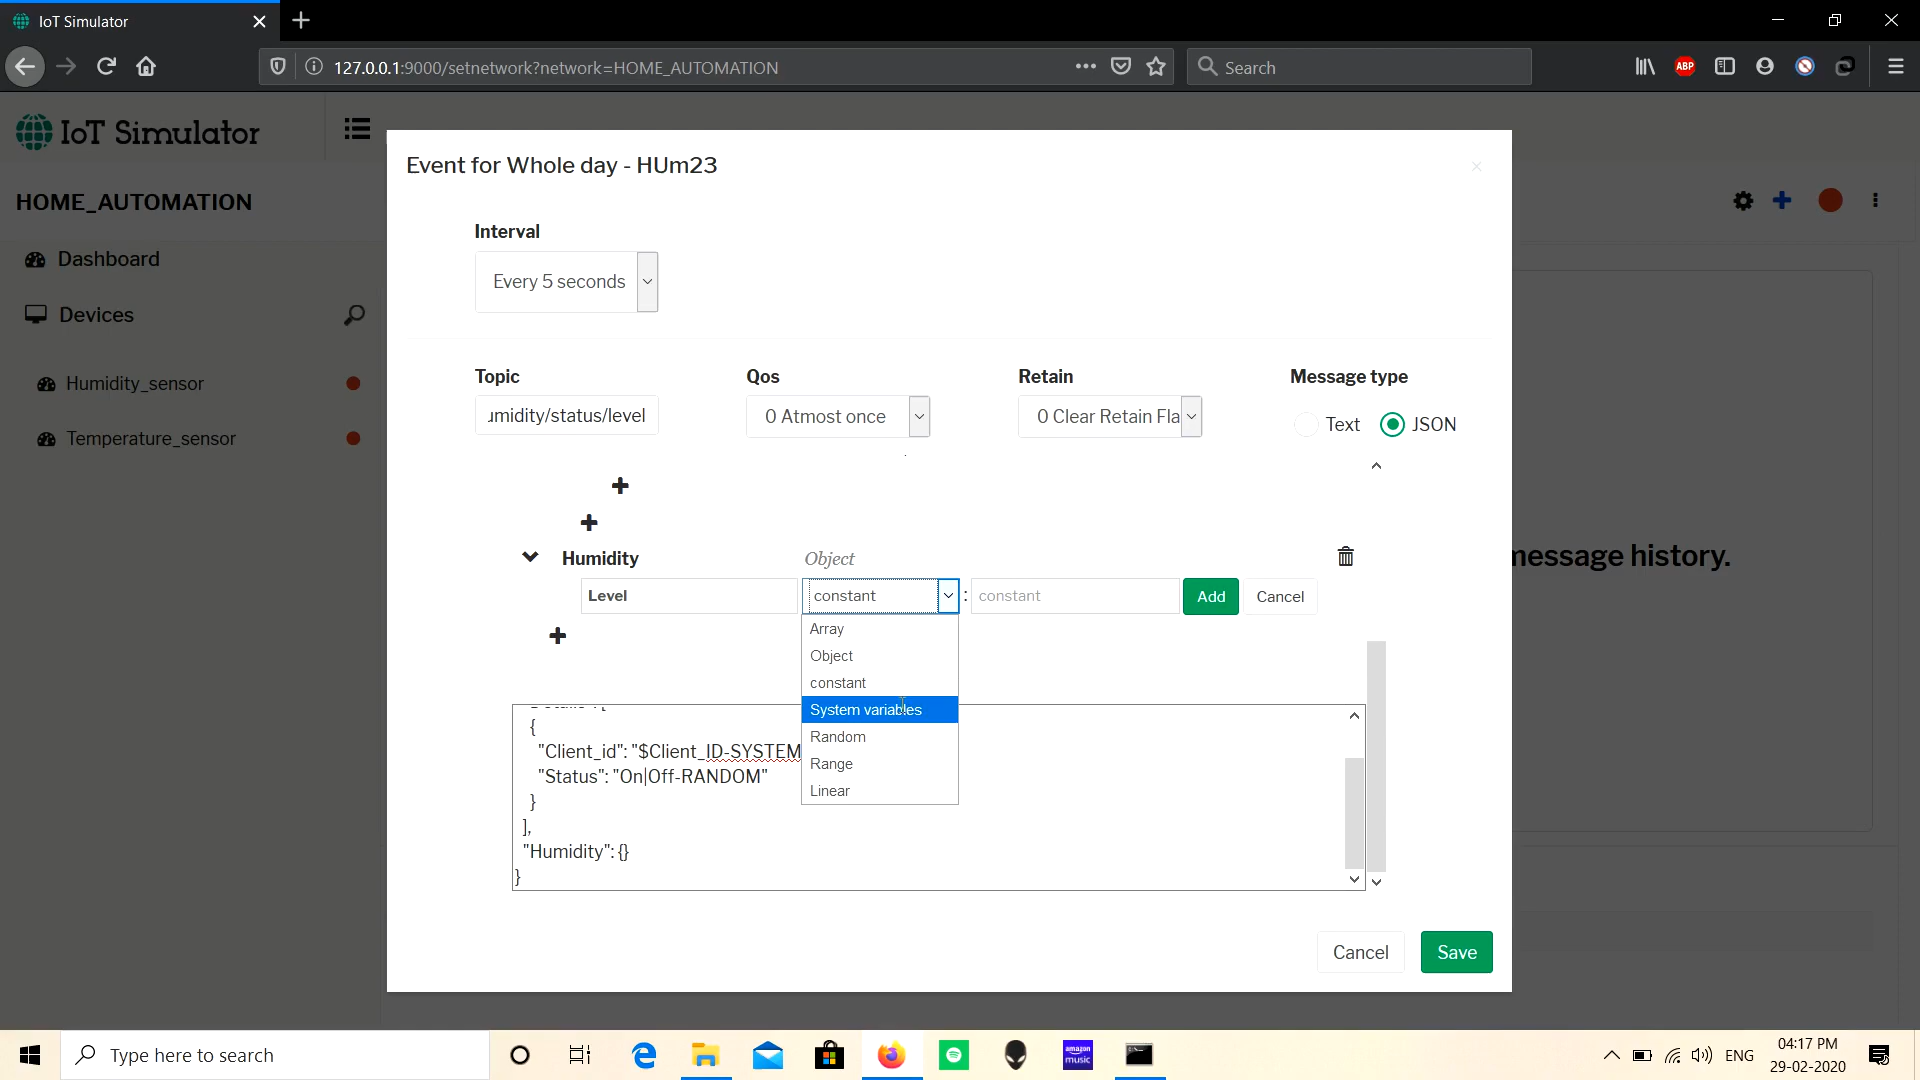 IoT Simulator
127.0.0.1:9000/setnetwork?network=HOME_AUTOMATION
Search
ABP
IoT Simulator
HOME_AUTOMATION
Dashboard
Devices
Humidity_sensor
Temperature_sensor
Event for Whole day - HUm23
Interval
Every 5 seconds
Topic
Qos
Retain
Message type
umidity/status/level
0 Atmost once
0 Clear Retain Fla
Text
JSON
Humidity
Object
Level
constant
:
constant
Add
Cancel
Array
Object
constant
System variables
Random
Range
Linear
{
"Client_id": "$Client_ID-SYSTEM
"Status": "On|Off-RANDOM"
}
],
"Humidity": {}
}
message history.
Cancel
Save
Type here to search
amazon music
ENG
04:17 PM
29-02-2020